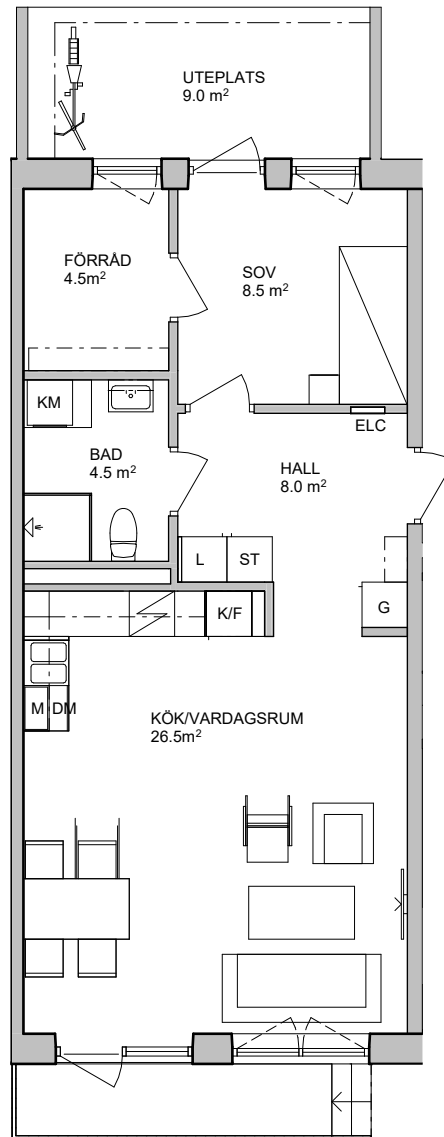 UTEPLATS
9.0 m²
FÖRRÅD
4.5m²
SOV
8.5 m²
KM
ELC
BAD
4.5 m²
HALL
8.0 m²
L
ST
K/F
G
M
DM
KÖK/VARDAGSRUM
26.5m²